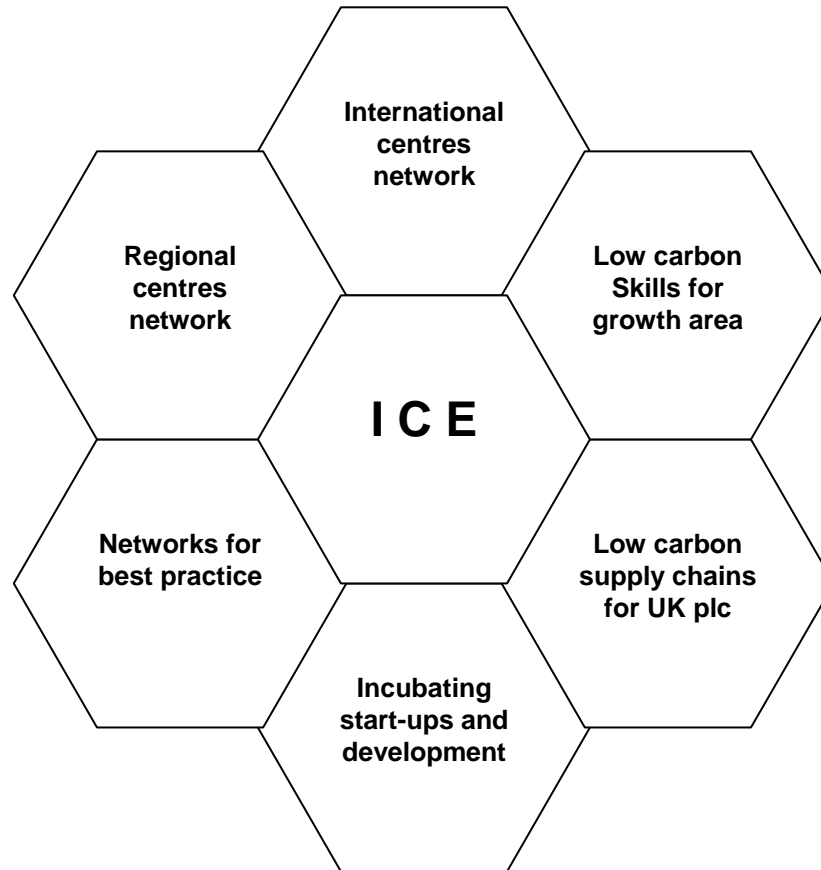 International
centres
network
Regional
centres
network
Low carbon
Skills for
growth area
I C E
Networks for
best practice
Low carbon
supply chains
for UK plc
Incubating
start-ups and
development